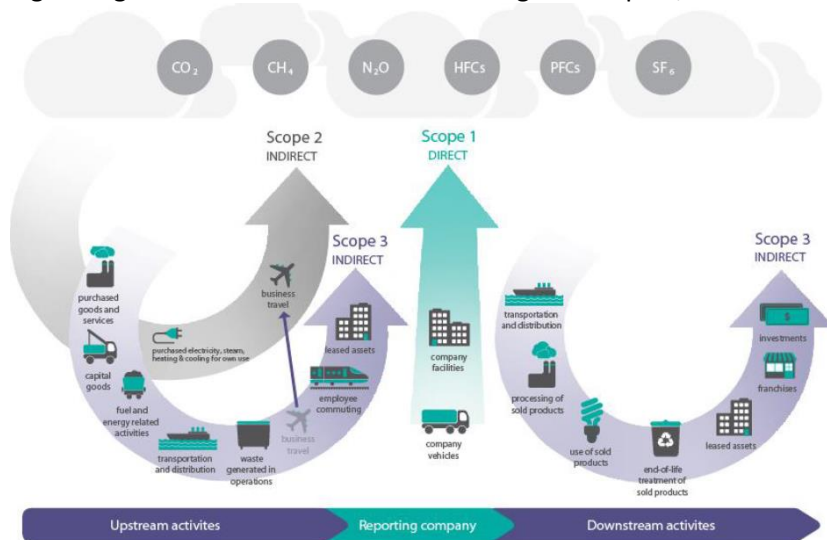 CO₂
CH₄
N₂O
HFCs
PFCs
SF₆
Scope 2
INDIRECT
Scope 1
DIRECT
Scope 3
INDIRECT
Scope 3
INDIRECT
purchased
goods and
services
capital
goods
fuel and
energy related
activities
purchased electricity, steam,
heating & cooling for own use
transportation
and distribution
waste
generated in
operations
business
travel
business
travel
employee
commuting
leased assets
company
facilities
company
vehicles
transportation
and distribution
processing of
sold products
use of sold
products
end-of-life
treatment of
sold products
leased assets
franchises
investments
$
Upstream activites
Reporting company
Downstream activites